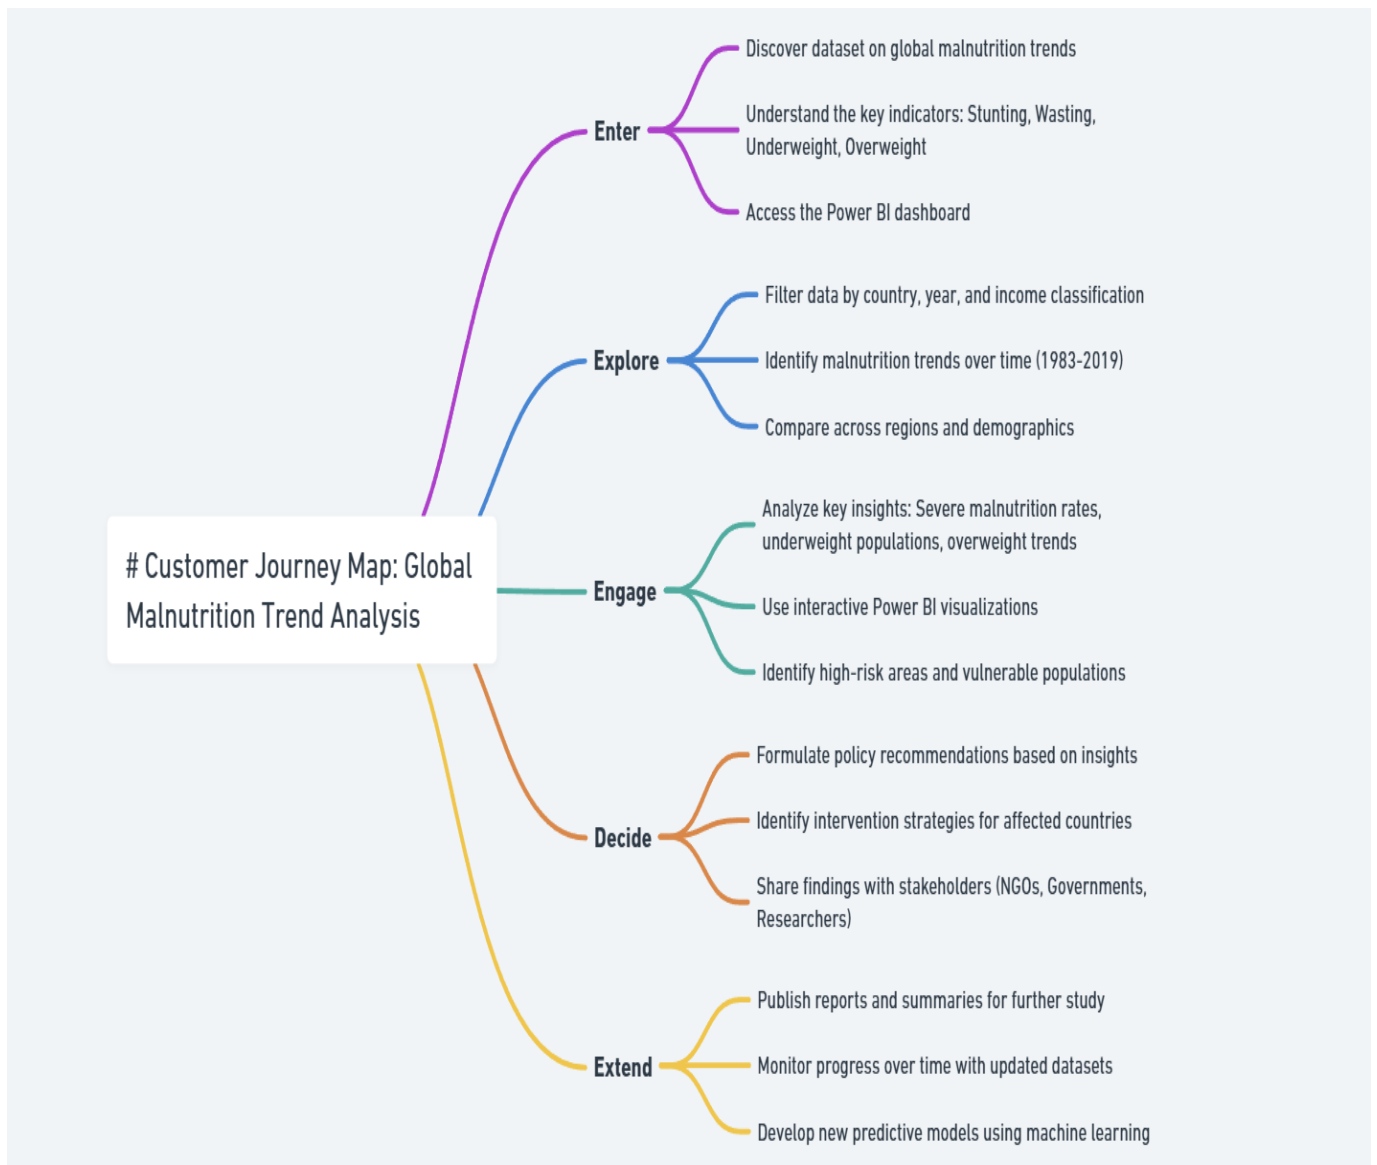 Discover dataset on global malnutrition trends
Understand the key indicators: Stunting, Wasting,
Underweight, Overweight
Enter
Access the Power BI dashboard
Filter data by country, year, and income classification
Explore
Identify malnutrition trends over time (1983-2019)
Compare across regions and demographics
# Customer Journey Map: Global
Malnutrition Trend Analysis
Analyze key insights: Severe malnutrition rates,
underweight populations, overweight trends
Engage
Use interactive Power BI visualizations
Identify high-risk areas and vulnerable populations
Formulate policy recommendations based on insights
Identify intervention strategies for affected countries
Decide
Share findings with stakeholders (NGOs, Governments,
Researchers)
Publish reports and summaries for further study
Extend
Monitor progress over time with updated datasets
Develop new predictive models using machine learning